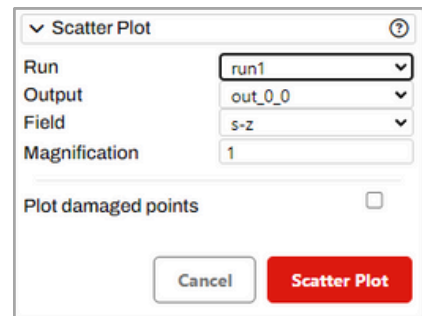 Scatter Plot ?
Run run1
Output out_0_0
Field s-z
Magnification 1
Plot damaged points
Cancel Scatter Plot